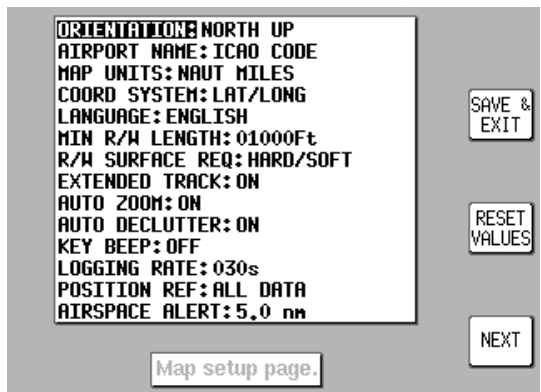 ORIENTATION: NORTH UP
AIRPORT NAME: ICAO CODE
MAP UNITS: NAUT MILES
COORD SYSTEM: LAT/LONG
LANGUAGE: ENGLISH
MIN R/W LENGTH: 01000Ft
R/W SURFACE REQ: HARD/SOFT
EXTENDED TRACK: ON
AUTO ZOOM: ON
AUTO DECLUTTER: ON
KEY BEEP: OFF
LOGGING RATE: 030s
POSITION REF: ALL DATA
AIRSPACE ALERT: 5.0 nm
SAVE &
EXIT
RESET
VALUES
NEXT
Map setup page.